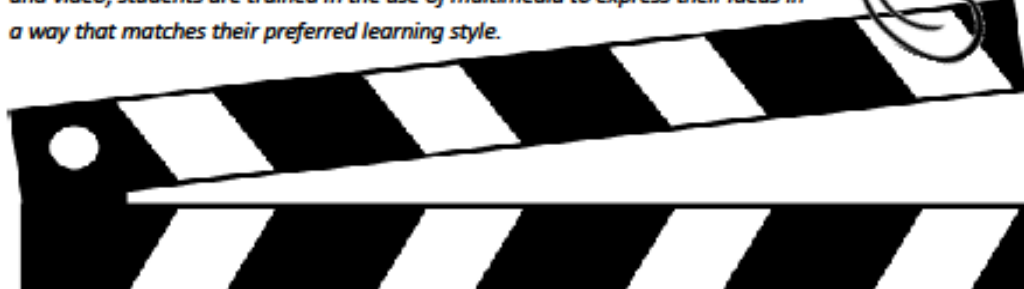 and video, students are trained in the use of multimedia to express their ideas in
a way that matches their preferred learning style.